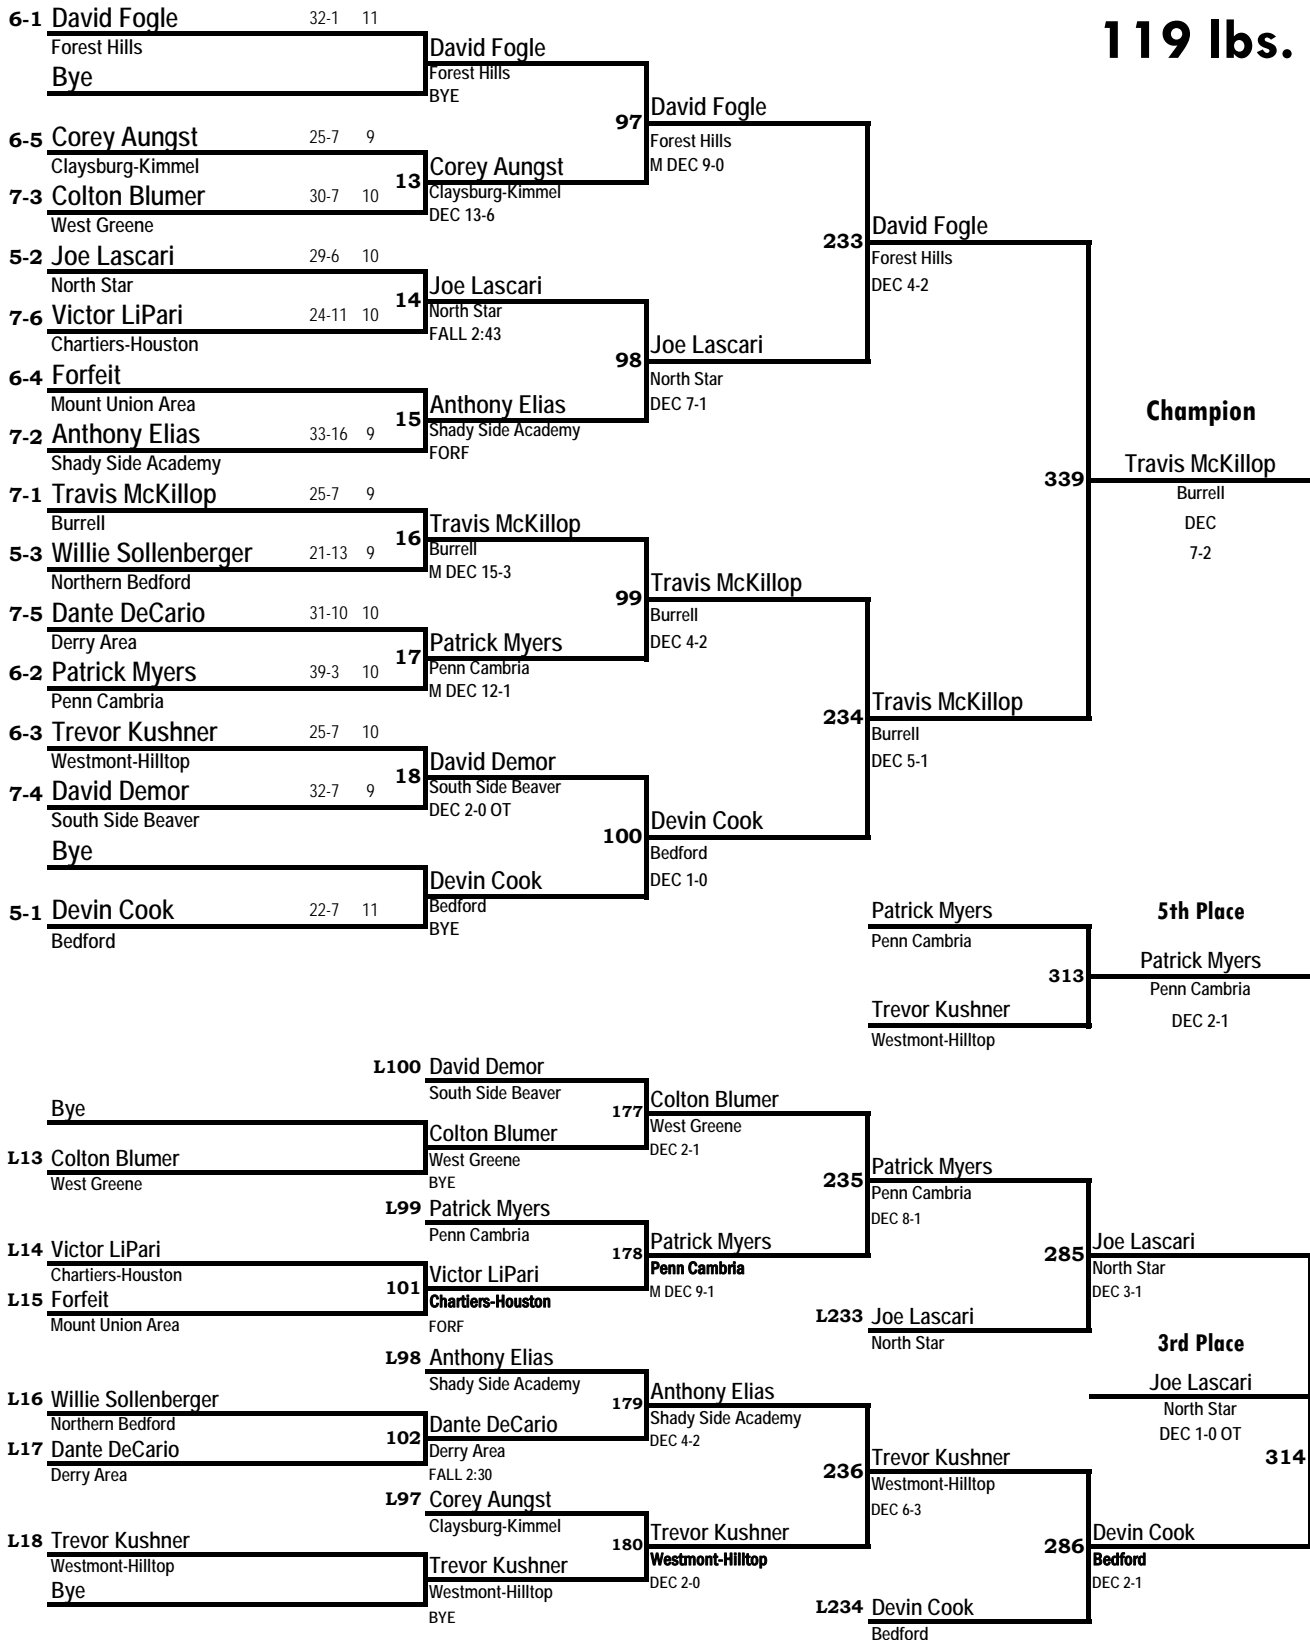 119 lbs.
6-1 David Fogle 32-1 11
Forest Hills
Bye
David Fogle
Forest Hills
BYE
6-5 Corey Aungst 25-7 9
Claysburg-Kimmel
7-3 Colton Blumer 30-7 10
West Greene
13 Corey Aungst
Claysburg-Kimmel
DEC 13-6
97 David Fogle
Forest Hills
M DEC 9-0
5-2 Joe Lascari 29-6 10
North Star
7-6 Victor LiPari 24-11 10
Chartiers-Houston
14 Joe Lascari
North Star
FALL 2:43
6-4 Forfeit
Mount Union Area
7-2 Anthony Elias 33-16 9
Shady Side Academy
15 Anthony Elias
Shady Side Academy
FORF
98 Joe Lascari
North Star
DEC 7-1
233 David Fogle
Forest Hills
DEC 4-2
7-1 Travis McKillop 25-7 9
Burrell
5-3 Willie Sollenberger 21-13 9
Northern Bedford
16 Travis McKillop
Burrell
M DEC 15-3
7-5 Dante DeCario 31-10 10
Derry Area
6-2 Patrick Myers 39-3 10
Penn Cambria
17 Patrick Myers
Penn Cambria
M DEC 12-1
99 Travis McKillop
Burrell
DEC 4-2
6-3 Trevor Kushner 25-7 10
Westmont-Hilltop
7-4 David Demor 32-7 9
South Side Beaver
18 David Demor
South Side Beaver
DEC 2-0 OT
Bye
5-1 Devin Cook 22-7 11
Bedford
Devin Cook
Bedford
BYE
100 Devin Cook
Bedford
DEC 1-0
234 Travis McKillop
Burrell
DEC 5-1
Champion
339 Travis McKillop
Burrell
DEC
7-2
Patrick Myers
Penn Cambria
Trevor Kushner
Westmont-Hilltop
5th Place
313 Patrick Myers
Penn Cambria
DEC 2-1
L100 David Demor
South Side Beaver
Bye
L13 Colton Blumer
West Greene
Colton Blumer
West Greene
BYE
177 Colton Blumer
West Greene
DEC 2-1
L99 Patrick Myers
Penn Cambria
L14 Victor LiPari
Chartiers-Houston
L15 Forfeit
Mount Union Area
101 Victor LiPari
Chartiers-Houston
FORF
178 Patrick Myers
Penn Cambria
M DEC 9-1
235 Patrick Myers
Penn Cambria
DEC 8-1
L233 Joe Lascari
North Star
285 Joe Lascari
North Star
DEC 3-1
L98 Anthony Elias
Shady Side Academy
L16 Willie Sollenberger
Northern Bedford
L17 Dante DeCario
Derry Area
102 Dante DeCario
Derry Area
FALL 2:30
179 Anthony Elias
Shady Side Academy
DEC 4-2
L97 Corey Aungst
Claysburg-Kimmel
L18 Trevor Kushner
Westmont-Hilltop
Bye
Trevor Kushner
Westmont-Hilltop
BYE
180 Trevor Kushner
Westmont-Hilltop
DEC 2-0
236 Trevor Kushner
Westmont-Hilltop
DEC 6-3
L234 Devin Cook
Bedford
286 Devin Cook
Bedford
DEC 2-1
3rd Place
Joe Lascari
North Star
DEC 1-0 OT
314